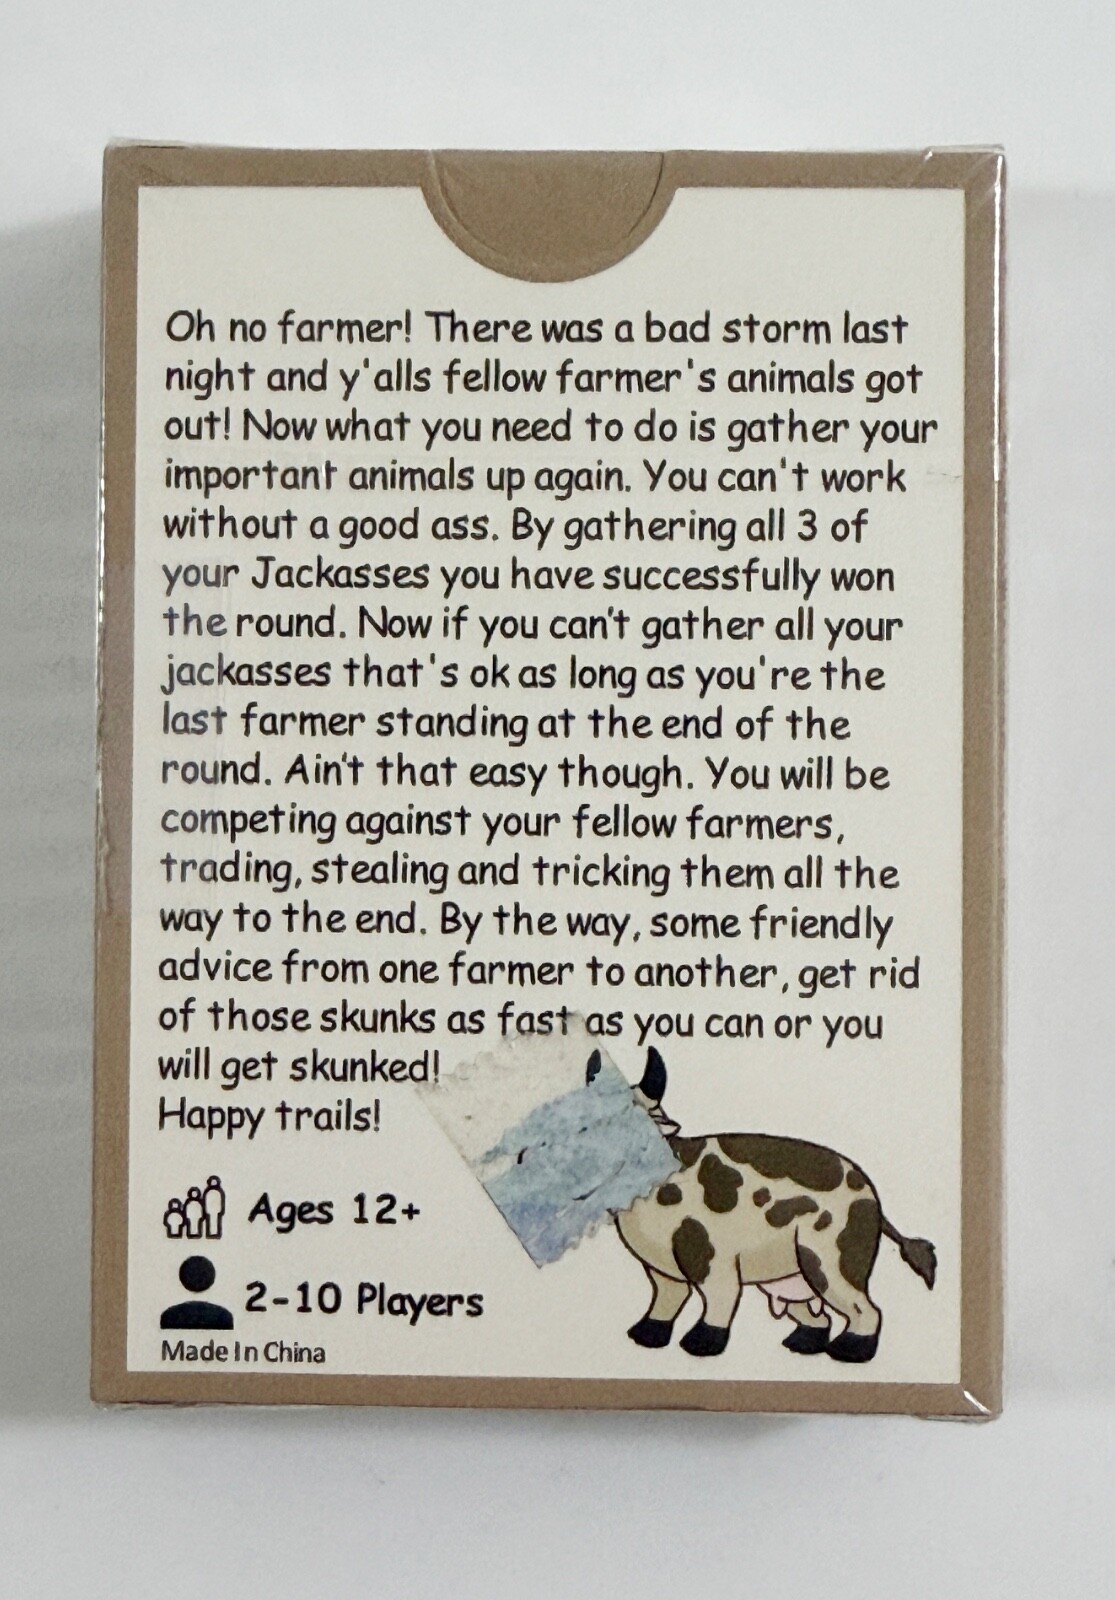 Oh no farmer! There was a bad storm last
night and y'alls fellow farmer's animals got
out! Now what you need to do is gather your
important animals up again. You can't work
without a good ass. By gathering all 3 of
your Jackasses you have successfully won
the round. Now if you can't gather all your
jackasses that's ok as long as you're the
last farmer standing at the end of the
round. Ain't that easy though. You will be
competing against your fellow farmers,
trading, stealing and tricking them all the
way to the end. By the way, some friendly
advice from one farmer to another, get rid
of those skunks as fast as you can or you
will get skunked!
Happy trails!
Ages 12+
2-10 Players
Made In China